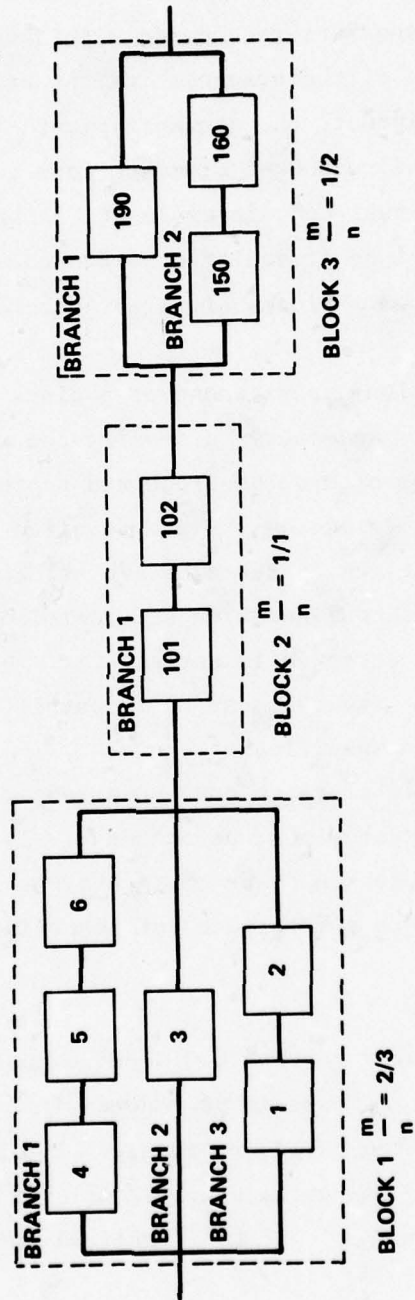 BRANCH 1
4
5
6
BRANCH 2
3
BRANCH 3
1
2
BLOCK 1 m/n = 2/3
BRANCH 1
101
102
BLOCK 2 m/n = 1/1
BRANCH 1
190
BRANCH 2
150
160
BLOCK 3 m/n = 1/2